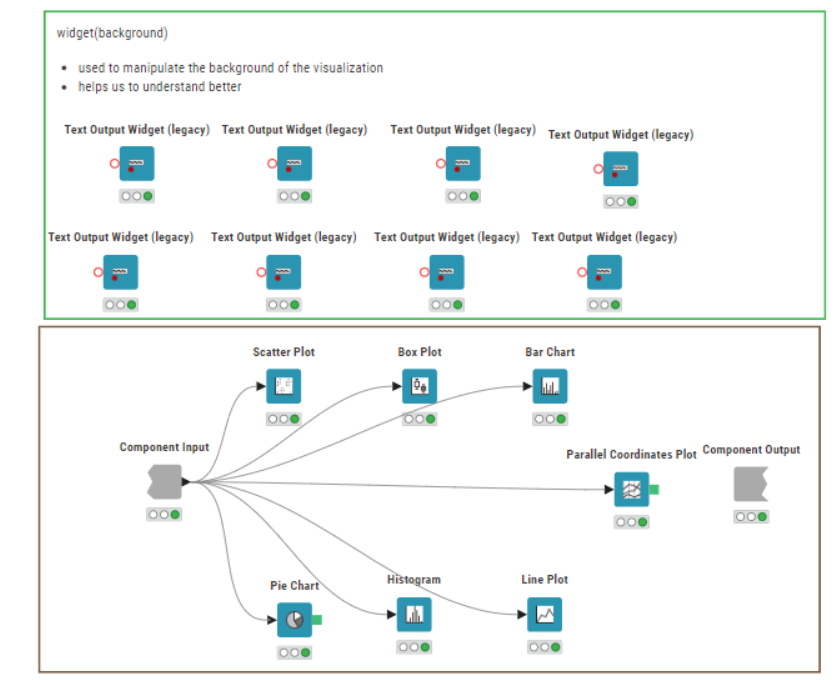 widget(background)
• used to manipulate the background of the visualization
• helps us to understand better
Text Output Widget (legacy) Text Output Widget (legacy) Text Output Widget (legacy) Text Output Widget (legacy)
Text Output Widget (legacy) Text Output Widget (legacy) Text Output Widget (legacy) Text Output Widget (legacy)
Scatter Plot Box Plot Bar Chart
Component Input
Parallel Coordinates Plot Component Output
Pie Chart Histogram Line Plot